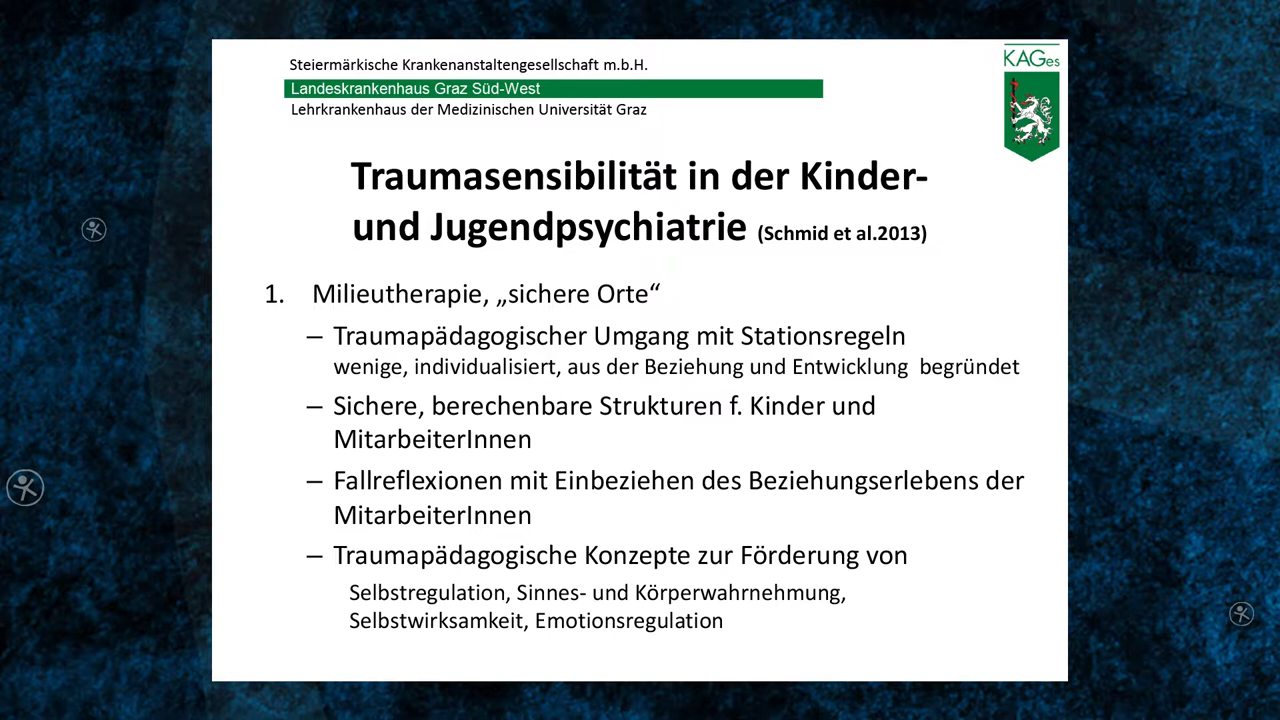 Steiermärkische Krankenanstaltengesellschaft m.b.H.
Landeskrankenhaus Graz Süd-West
Lehrkrankenhaus der Medizinischen Universität Graz
KAGes
Traumasensibilität in der Kinder-
und Jugendpsychiatrie (Schmid et al.2013)
1. Milieutherapie, „sichere Orte“
– Traumapädagogischer Umgang mit Stationsregeln
wenige, individualisiert, aus der Beziehung und Entwicklung begründet
– Sichere, berechenbare Strukturen f. Kinder und
MitarbeiterInnen
– Fallreflexionen mit Einbeziehen des Beziehungserlebens der
MitarbeiterInnen
– Traumapädagogische Konzepte zur Förderung von
Selbstregulation, Sinnes- und Körperwahrnehmung,
Selbstwirksamkeit, Emotionsregulation